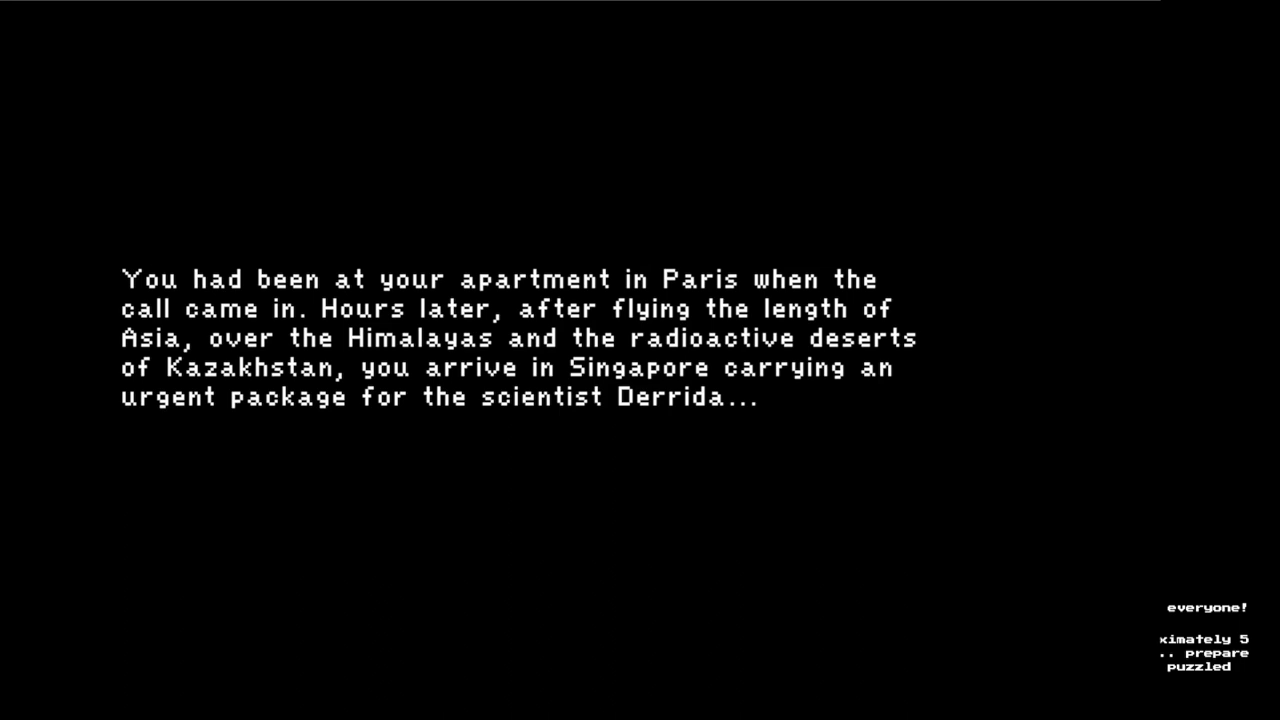 You had been at your apartment in Paris when the
call came in. Hours later, after flying the length of
Asia, over the Himalayas and the radioactive deserts
of Kazakhstan, you arrive in Singapore carrying an
urgent package for the scientist Derrida...
everyone!
ximately 5
.. prepare
puzzled